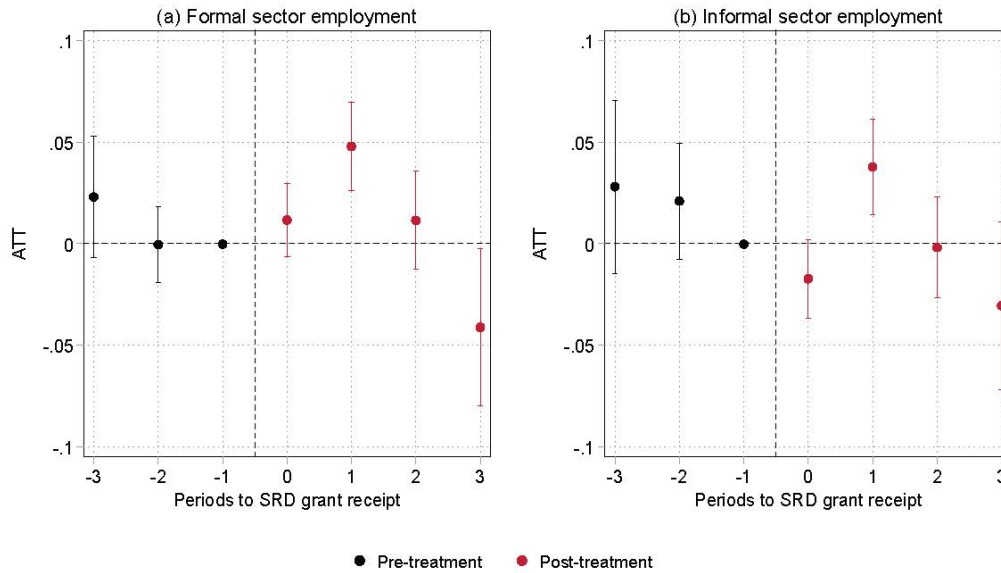 (a) Formal sector employment
.1
.05
0
-.05
-.1
ATT
-3 -2 -1 0 1 2 3
Periods to SRD grant receipt
(b) Informal sector employment
.1
.05
0
-.05
-.1
ATT
-3 -2 -1 0 1 2 3
Periods to SRD grant receipt
Pre-treatment Post-treatment